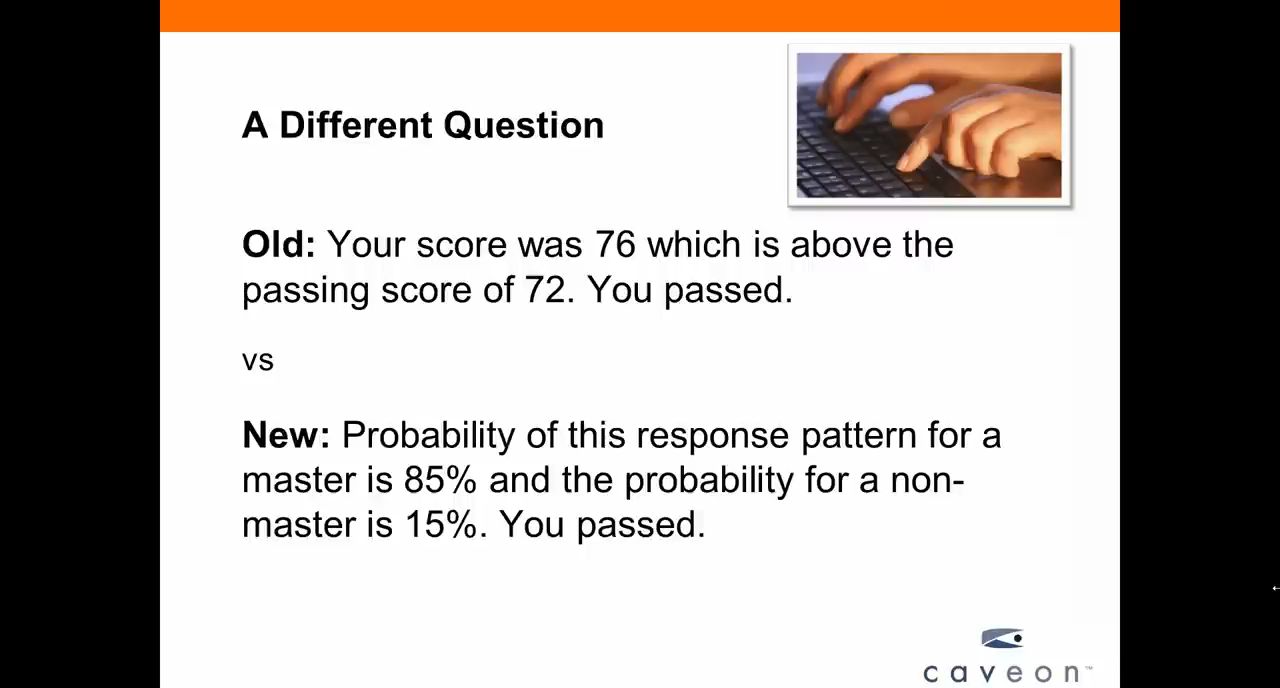 A Different Question
Old: Your score was 76 which is above the
passing score of 72. You passed.
vs
New: Probability of this response pattern for a
master is 85% and the probability for a non-
master is 15%. You passed.
caveon™